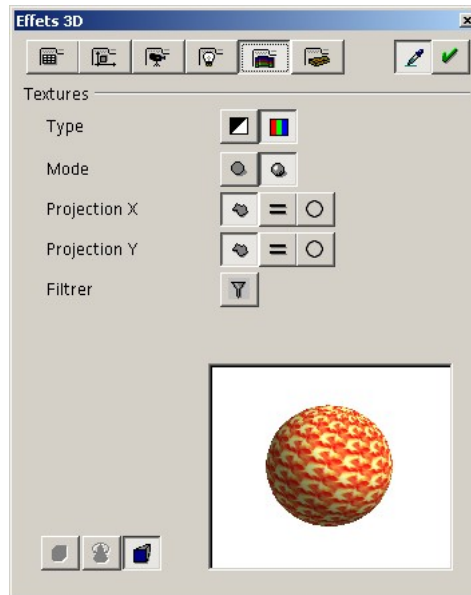 Effets 3D
Textures
Type
Mode
Projection X
Projection Y
Filtrer